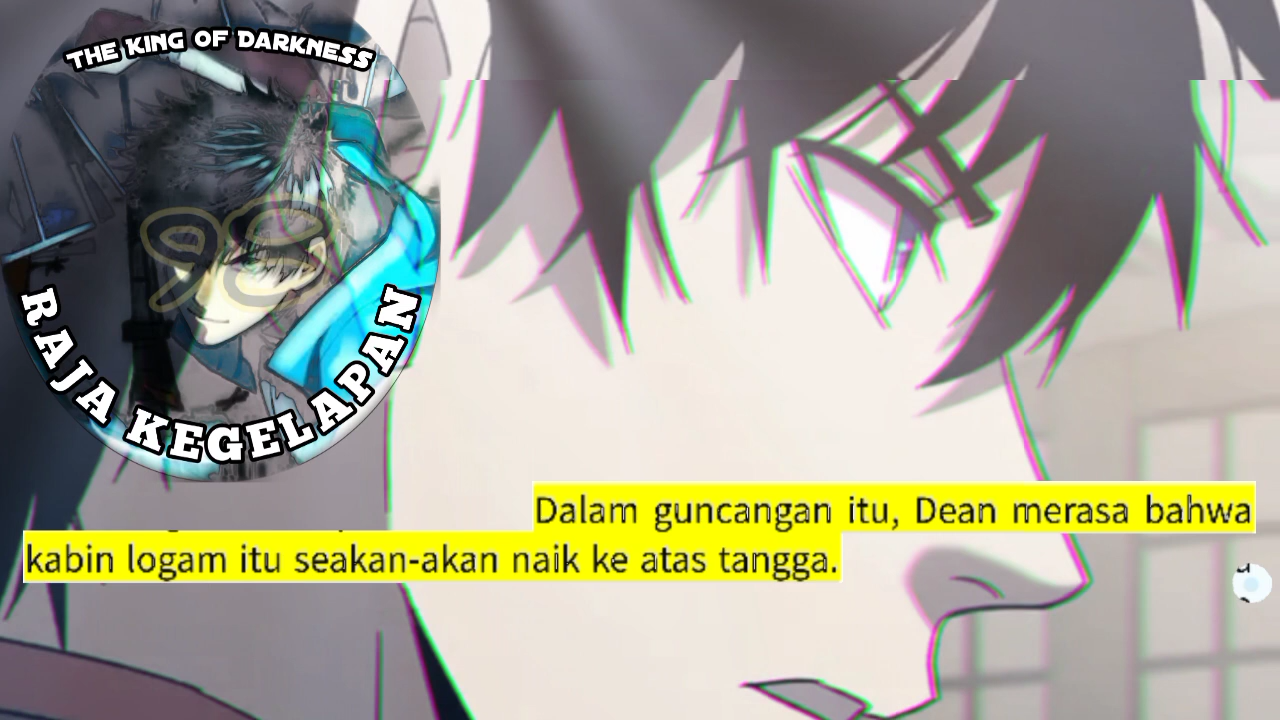 THE KING OF DARKNESS
RAJA KEGELAPAN
Dalam guncangan itu, Dean merasa bahwa
kabin logam itu seakan-akan naik ke atas tangga.